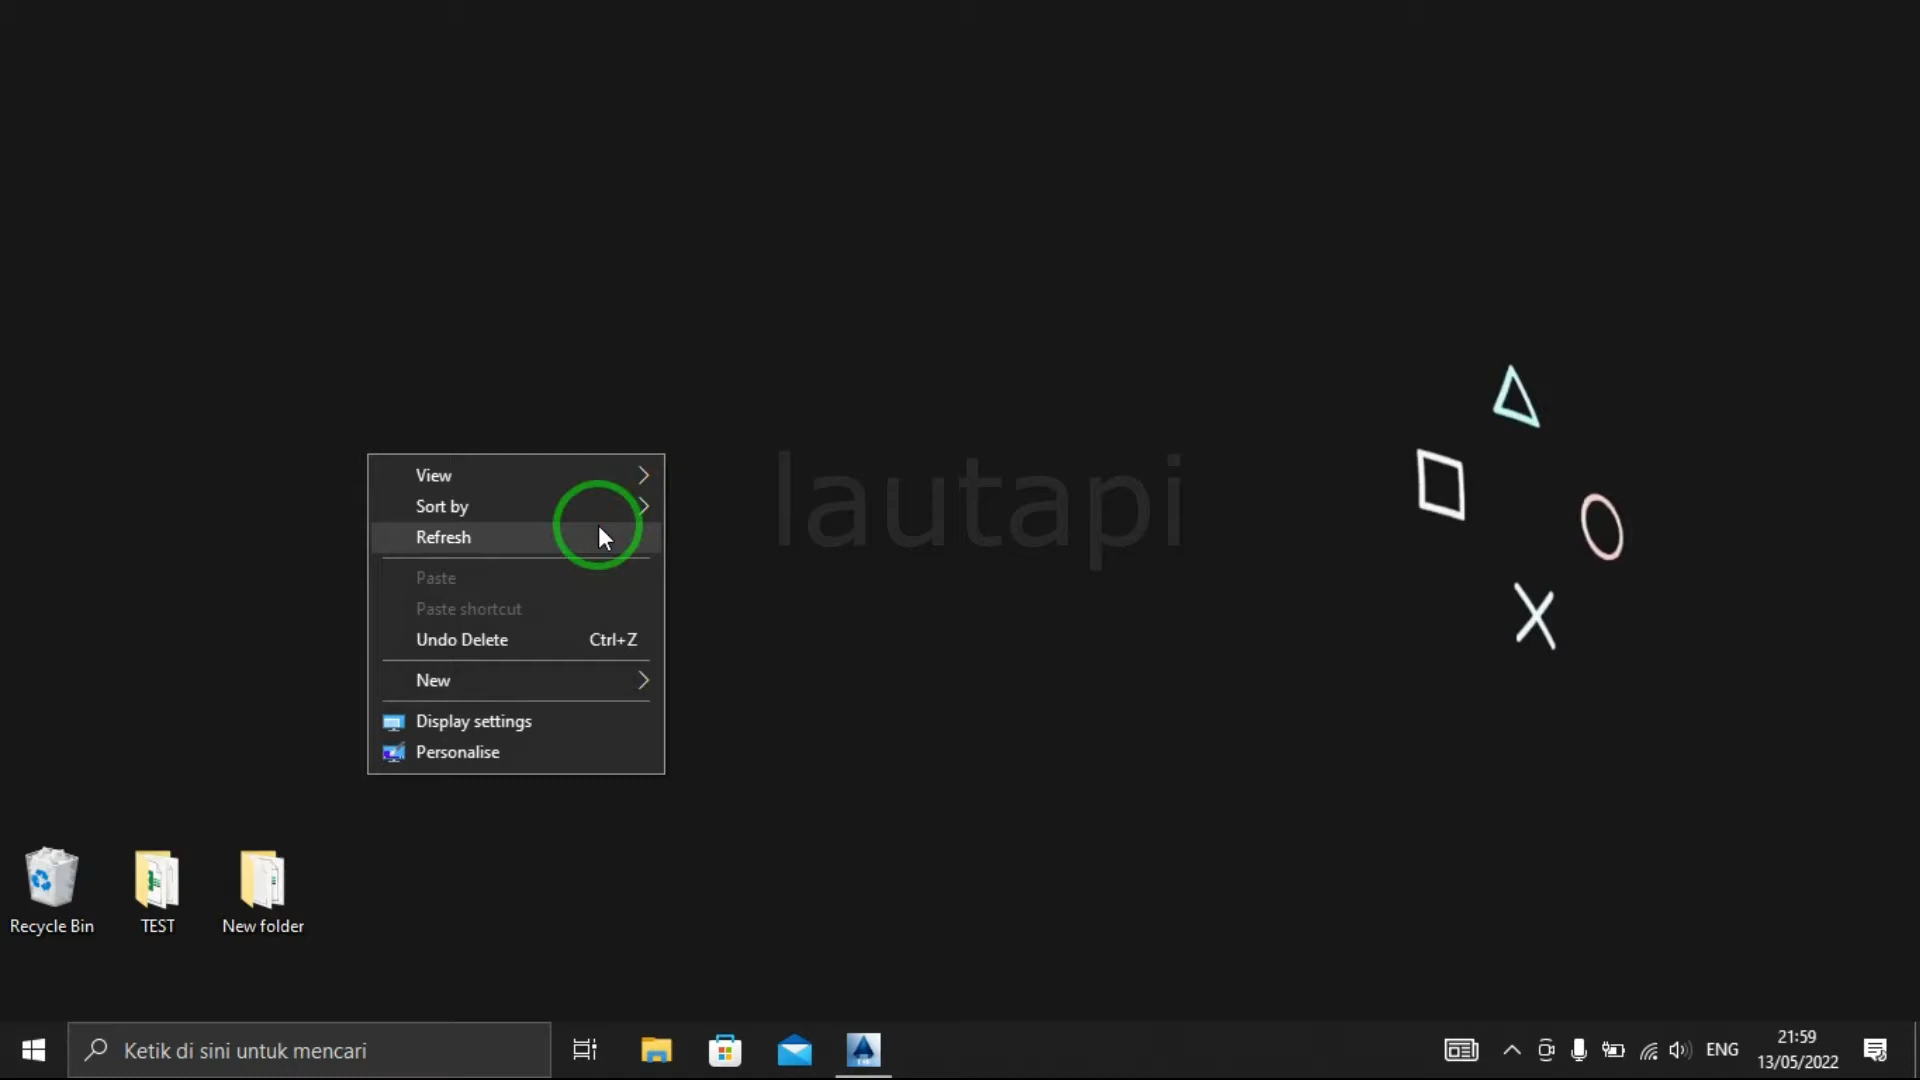 lautapi
View
Sort by
Refresh
Paste
Paste shortcut
Undo Delete Ctrl+Z
New
Display settings
Personalise
Recycle Bin
TEST
New folder
Ketik di sini untuk mencari
ENG
21:59
13/05/2022